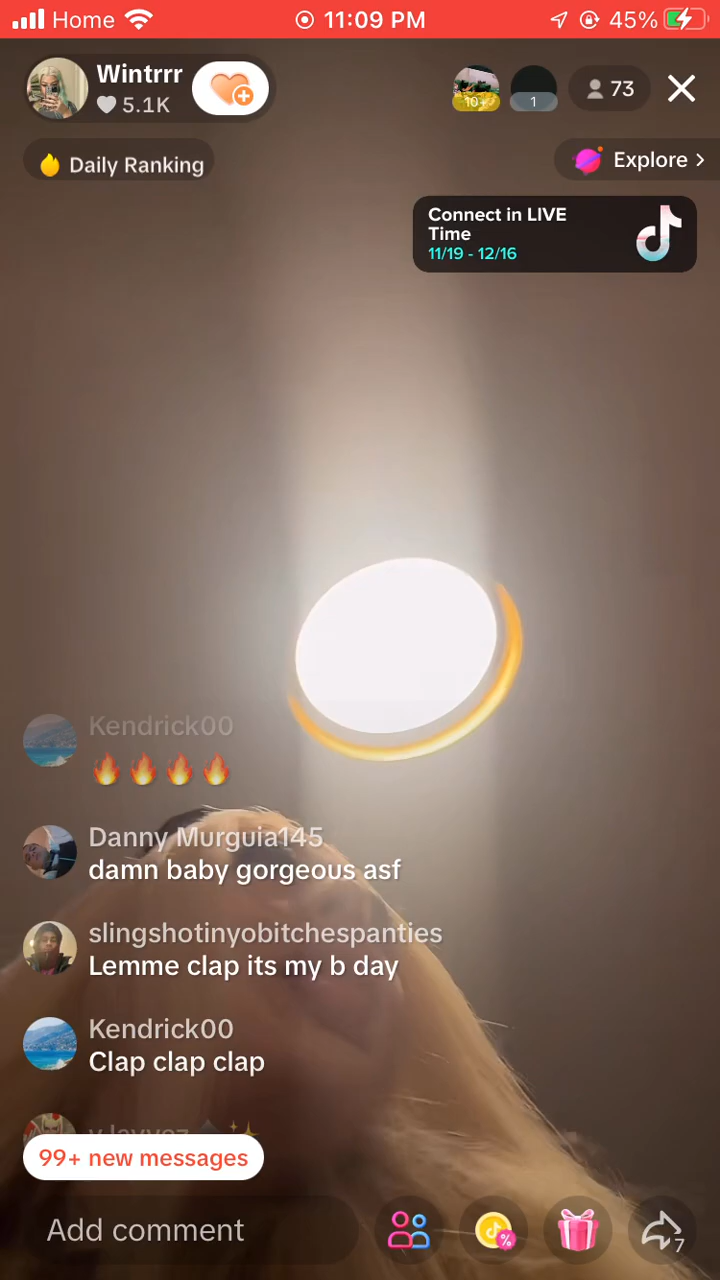 Home 11:09 PM 45%
Wintrrr
5.1K
10+ 1 73
Daily Ranking
Explore
Connect in LIVE
Time
11/19 - 12/16
Kendrick00
🔥🔥🔥🔥
Danny Murguia145
damn baby gorgeous asf
slingshotinyobitchespanties
Lemme clap its my b day
Kendrick00
Clap clap clap
99+ new messages
Add comment
%
7